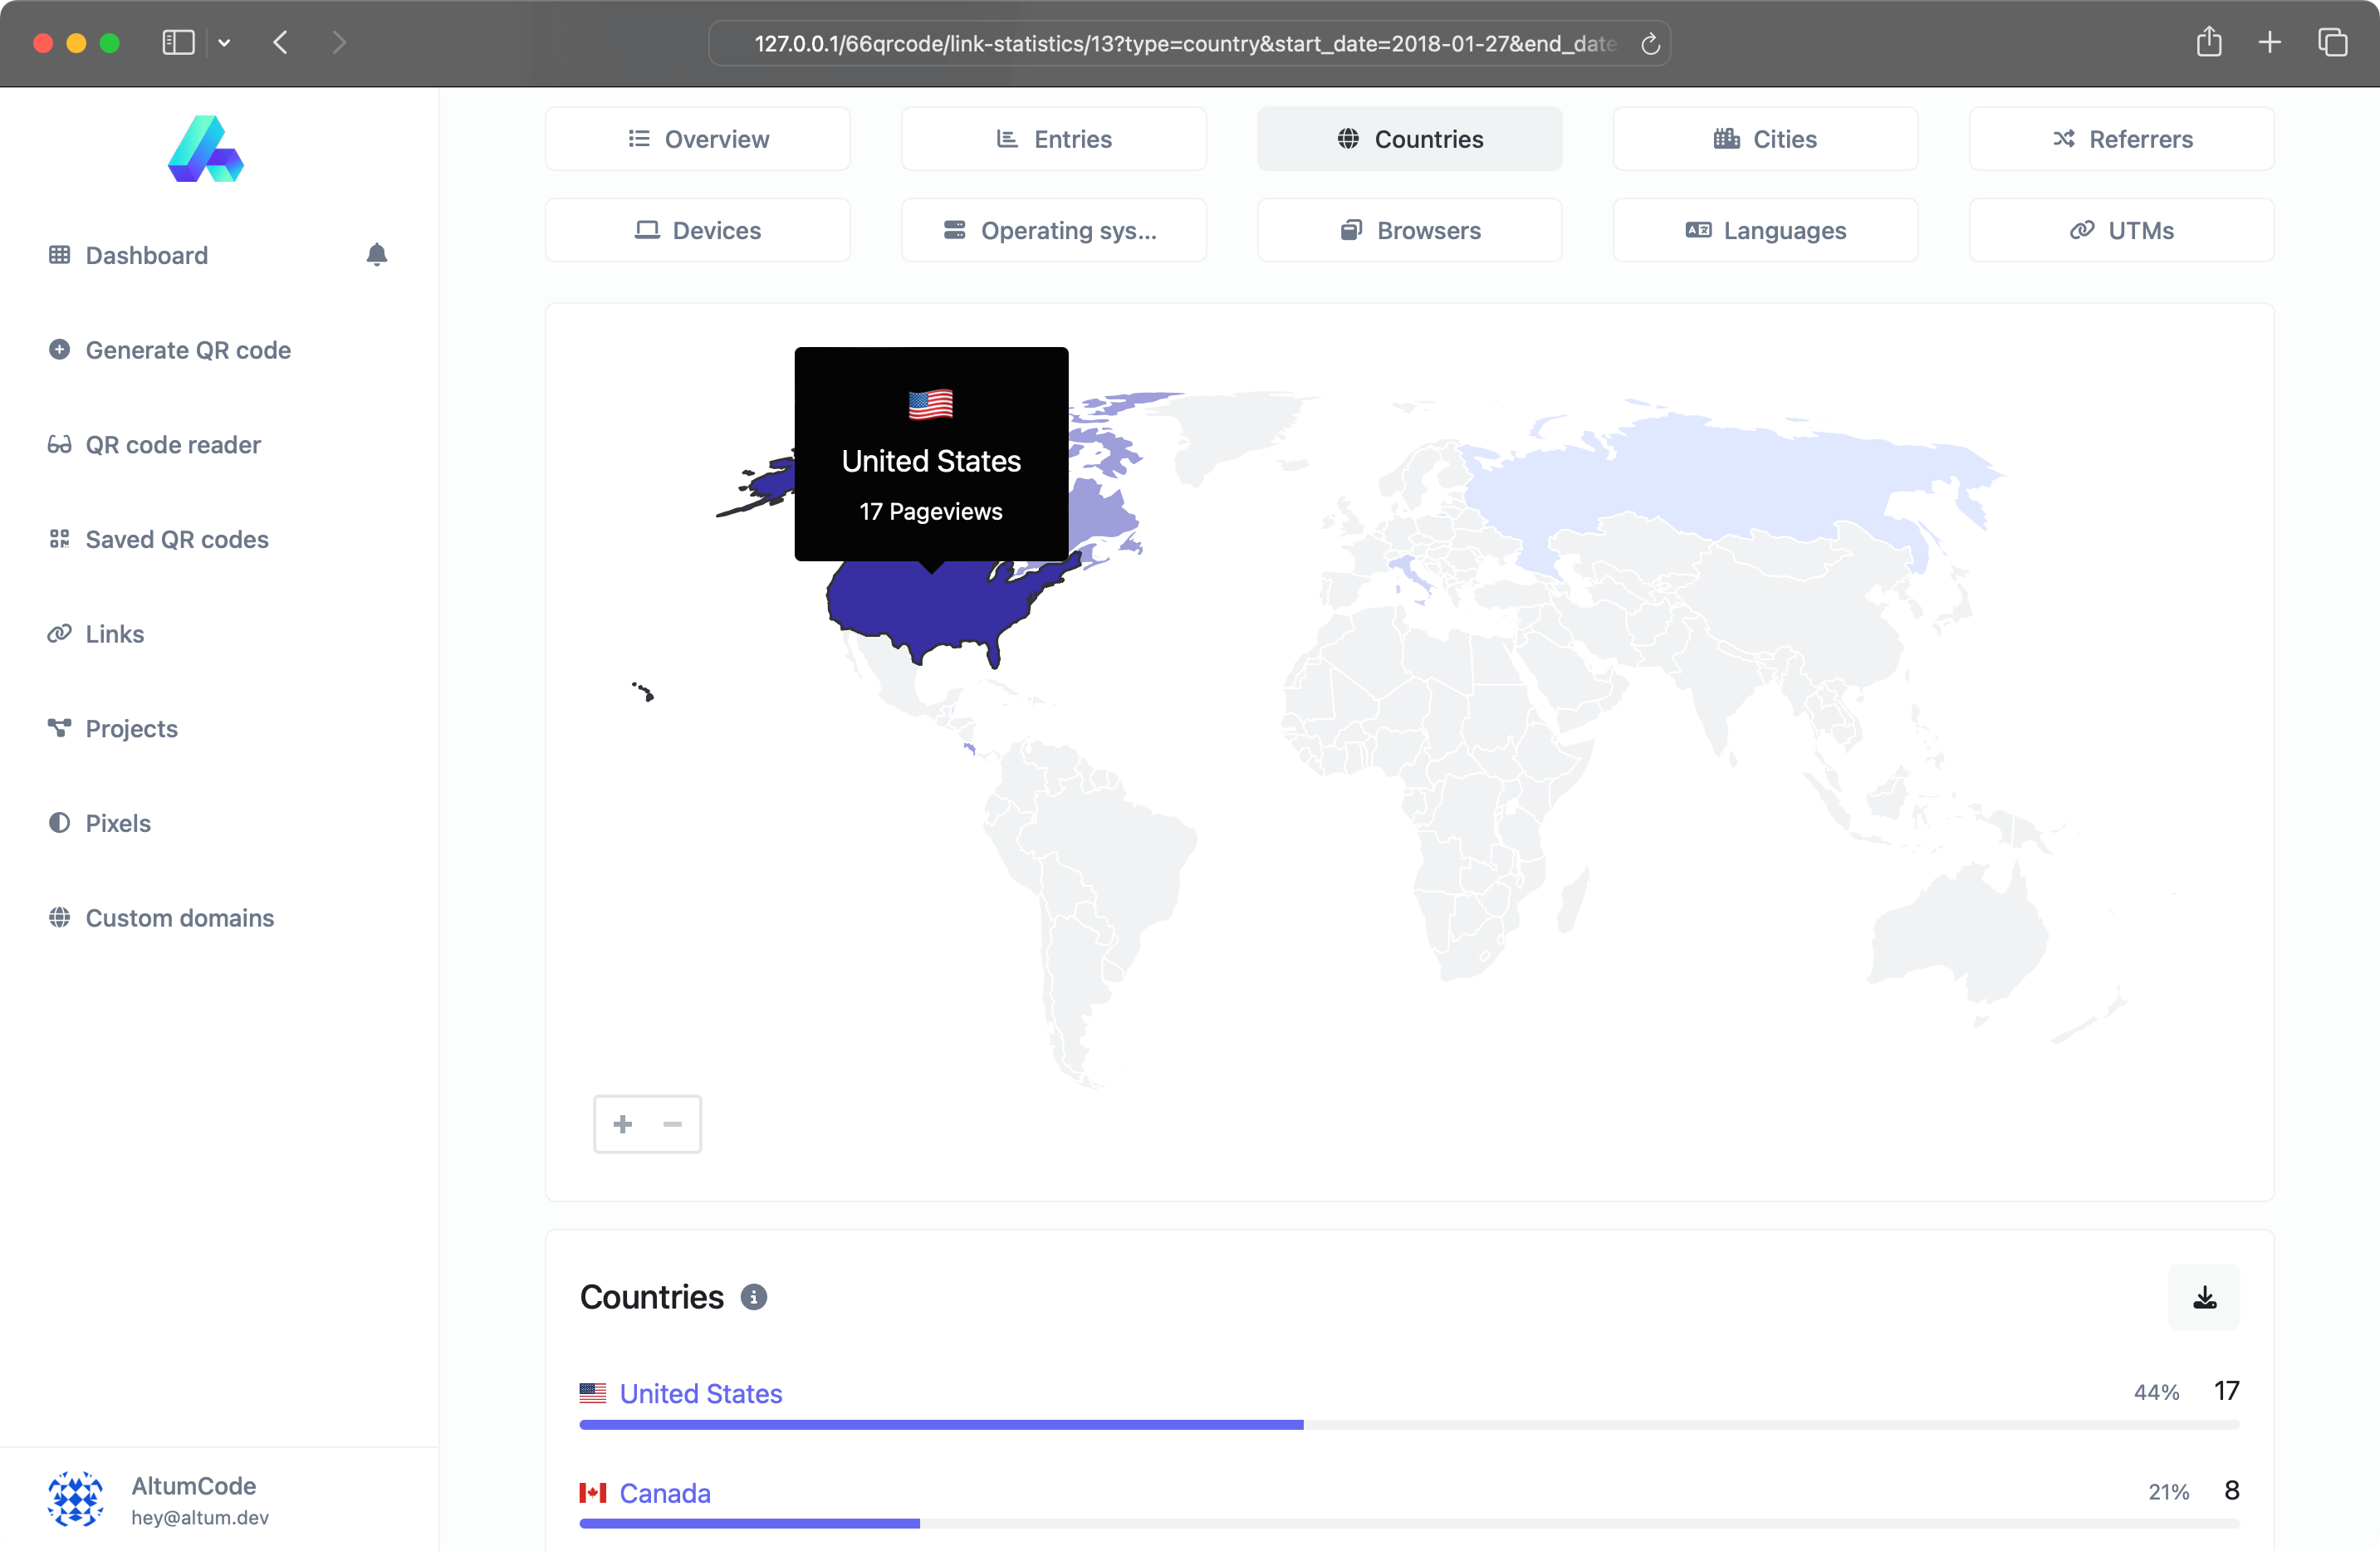 127.0.0.1/66qrcode/link-statistics/13?type=country&start_date=2018-01-27&end_date
Overview
Entries
Countries
Cities
Referrers
Devices
Operating sys...
Browsers
Languages
UTMs
Dashboard
Generate QR code
QR code reader
Saved QR codes
Links
Projects
Pixels
Custom domains
United States
17 Pageviews
+ −
Countries
United States 44% 17
Canada 21% 8
AltumCode
hey@altum.dev